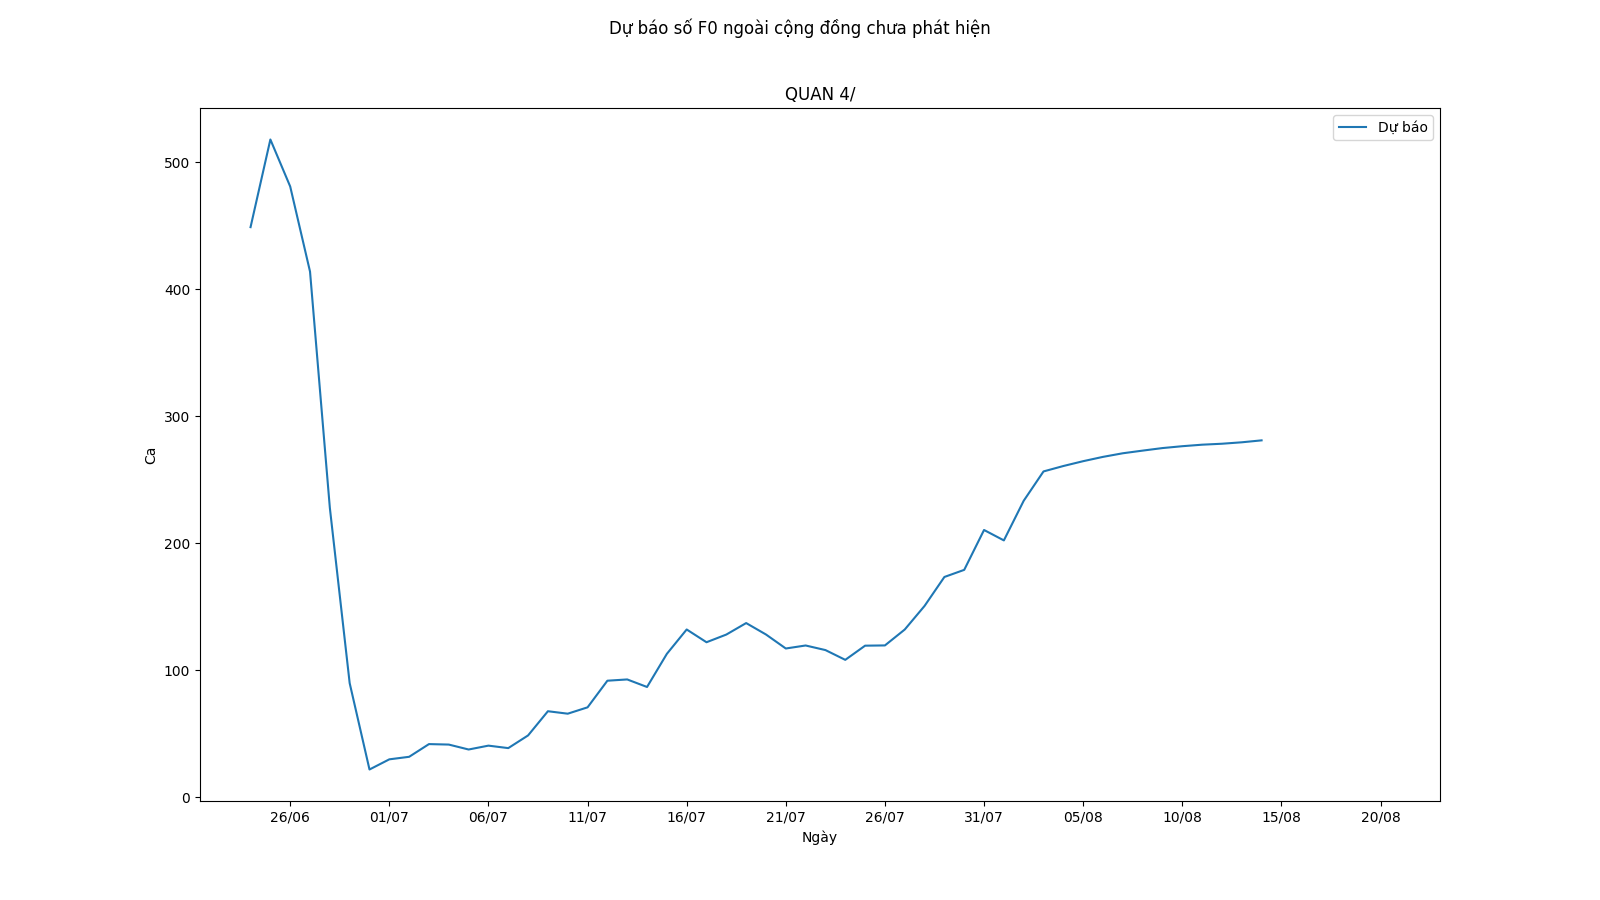 Dự báo số F0 ngoài cộng đồng chưa phát hiện
QUAN 4/
Dự báo
500
400
300
200
100
0
Ca
26/06 01/07 06/07 11/07 16/07 21/07 26/07 31/07 05/08 10/08 15/08 20/08
Ngày